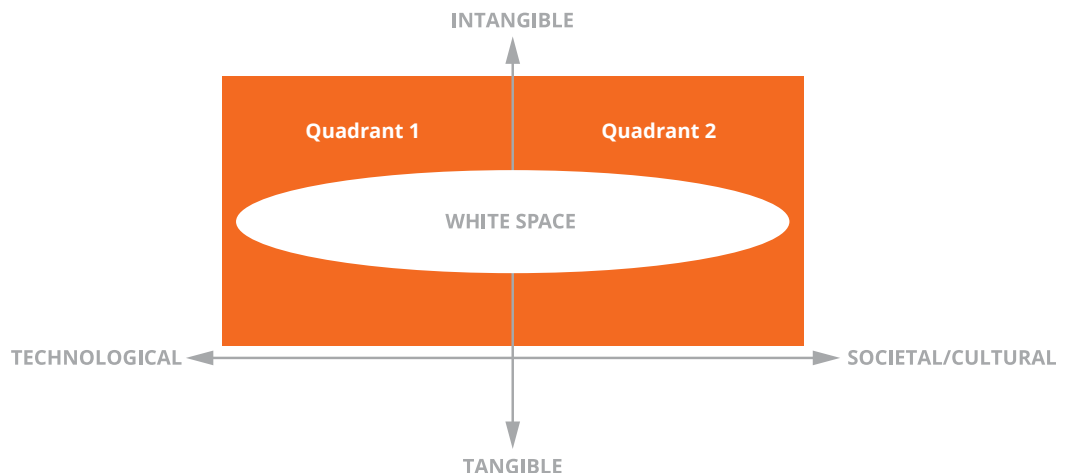 INTANGIBLE
Quadrant 1
Quadrant 2
WHITE SPACE
TECHNOLOGICAL
SOCIETAL/CULTURAL
TANGIBLE